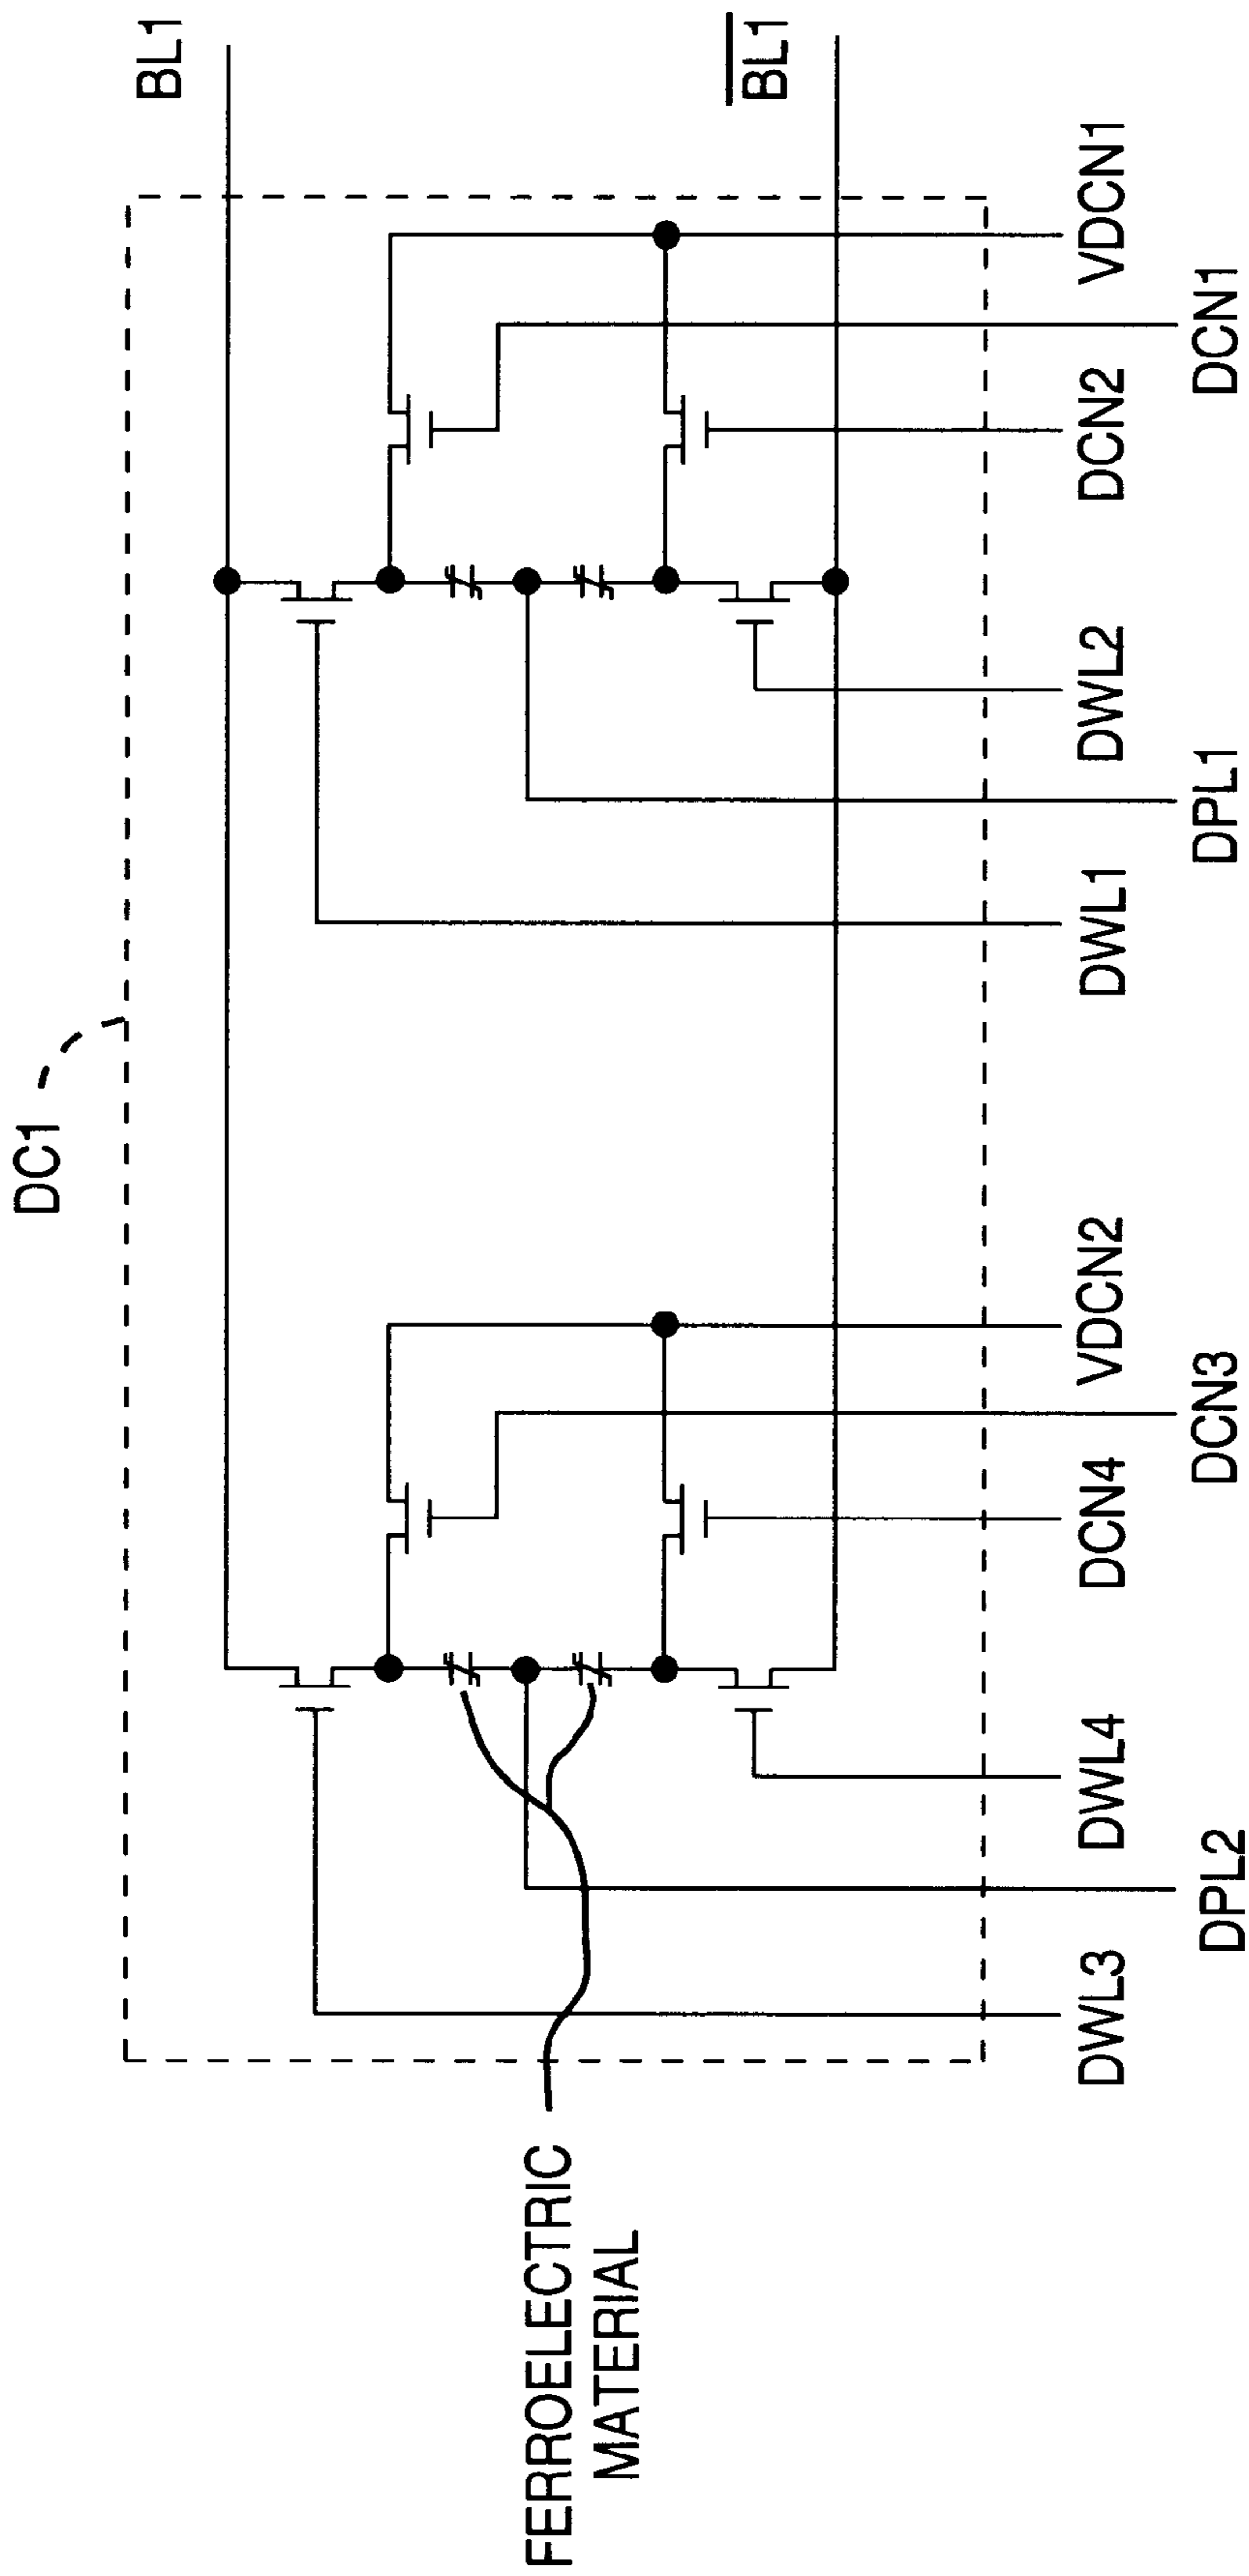 DC1
BL1
BL1
FERROELECTRIC
MATERIAL
DWL3
DPL2
DWL4
DCN4
DCN3
VDCN2
DWL1
DPL1
DWL2
DCN2
DCN1
VDCN1